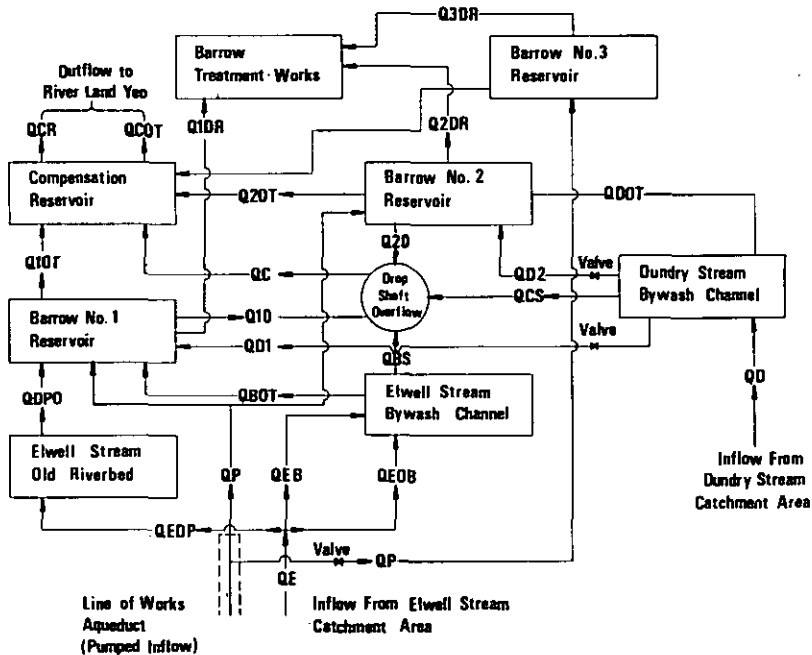 Q3DR
Barrow
Treatment Works
Barrow No. 3
Reservoir
Outflow to
River Land Yeo
Q1DR
Q2DR
QCR
QCOT
Compensation
Reservoir
Q2OT
Barrow No. 2
Reservoir
QDOT
Q2D
Q1OT
QC
Drop
Shaft
Overflow
QD2
Valve
Dundry Stream
Bywash Channel
QCS
Barrow No. 1
Reservoir
Q1D
Valve
QD1
QBS
QDPO
QBOT
Elwell Stream
Bywash Channel
QD
Elwell Stream
Old Riverbed
QP
QEB
QEOB
Inflow From
Dundry Stream
Catchment Area
QEDP
Valve
QP
QE
Line of Works
Aqueduct
(Pumped Inflow)
Inflow From Elwell Stream
Catchment Area